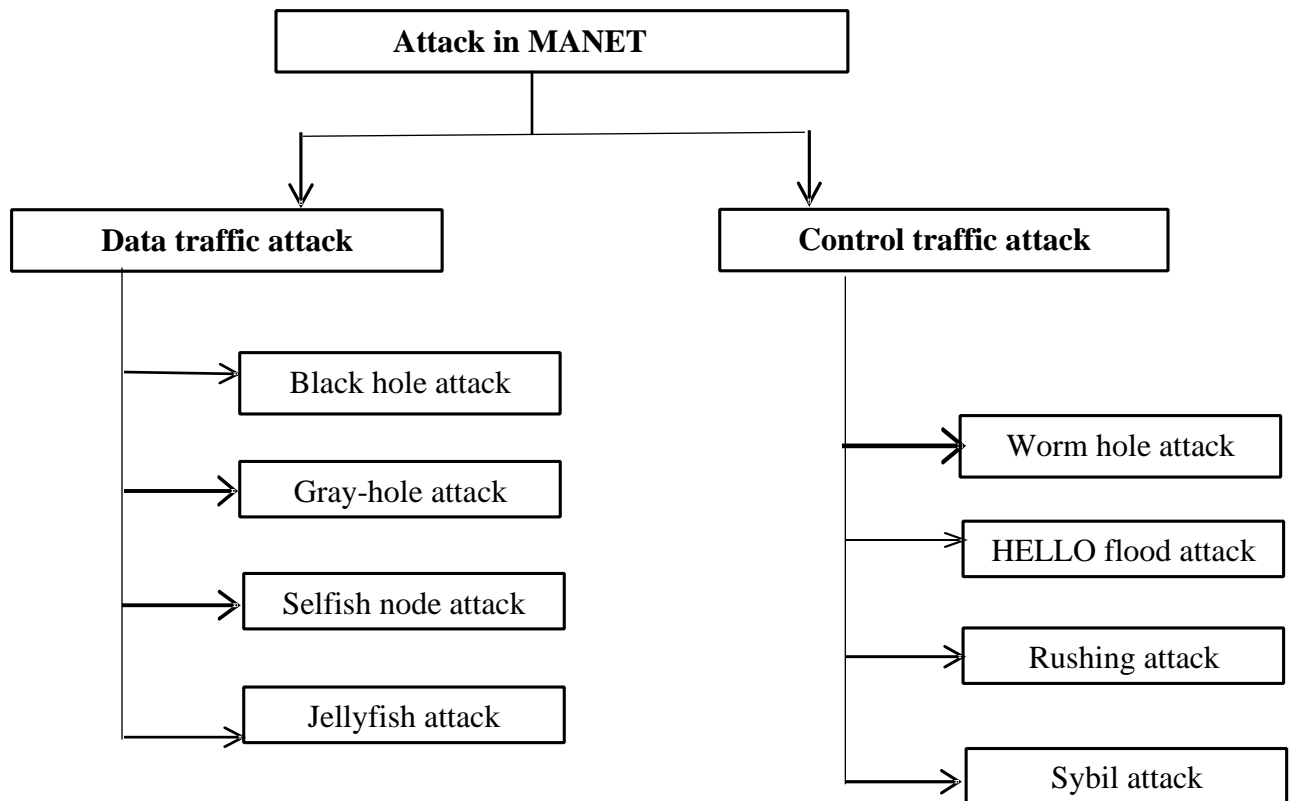 Attack in MANET
Data traffic attack
Control traffic attack
Black hole attack
Gray-hole attack
Selfish node attack
Jellyfish attack
Worm hole attack
HELLO flood attack
Rushing attack
Sybil attack